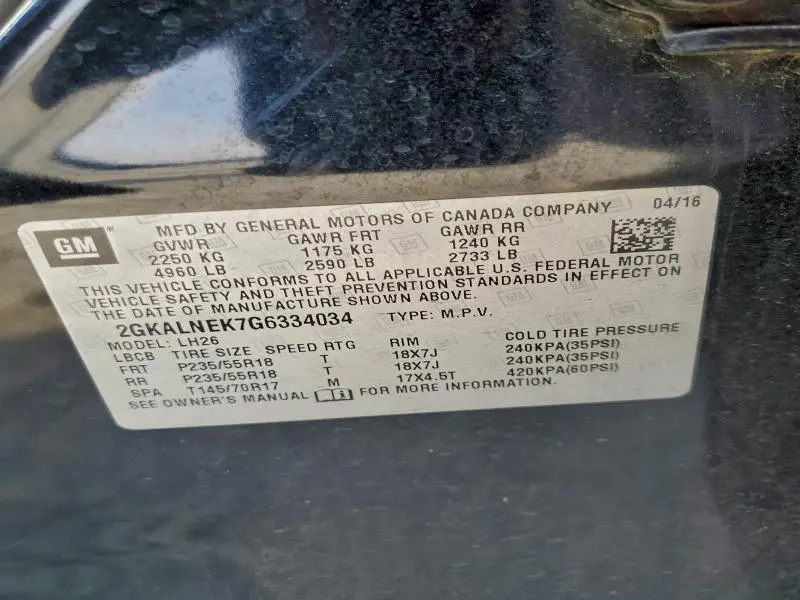 GM
MFD BY GENERAL MOTORS OF CANADA COMPANY 04/16
GVWR GAWR FRT GAWR RR
2250 KG 1175 KG 1240 KG
4960 LB 2590 LB 2733 LB
THIS VEHICLE CONFORMS TO ALL APPLICABLE U.S. FEDERAL MOTOR
VEHICLE SAFETY AND THEFT PREVENTION STANDARDS IN EFFECT ON
THE DATE OF MANUFACTURE SHOWN ABOVE.
2GKALNEK7G6334034 TYPE: M.P.V.
MODEL: LH26
LBCB TIRE SIZE SPEED RTG RIM COLD TIRE PRESSURE
FRT P235/55R18 T 18X7J 240KPA(35PSI)
RR P235/55R18 T 18X7J 240KPA(35PSI)
SPA T145/70R17 M 17X4.5T 420KPA(60PSI)
SEE OWNER'S MANUAL FOR MORE INFORMATION.